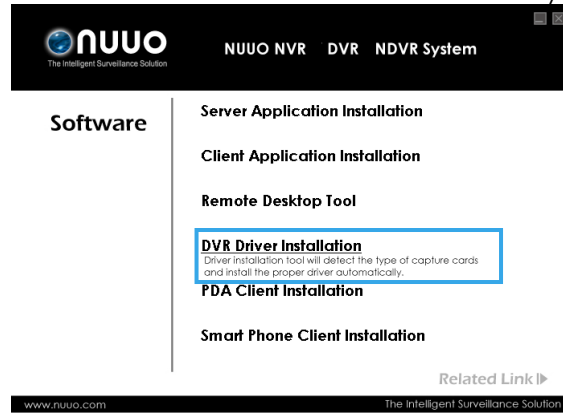 nuuo
The Intelligent Surveillance Solution
NUUO NVR DVR NDVR System
Software
Server Application Installation
Client Application Installation
Remote Desktop Tool
DVR Driver Installation
Driver installation tool will detect the type of capture cards
and install the proper driver automatically.
PDA Client Installation
Smart Phone Client Installation
Related Link
www.nuuo.com The Intelligent Surveillance Solution